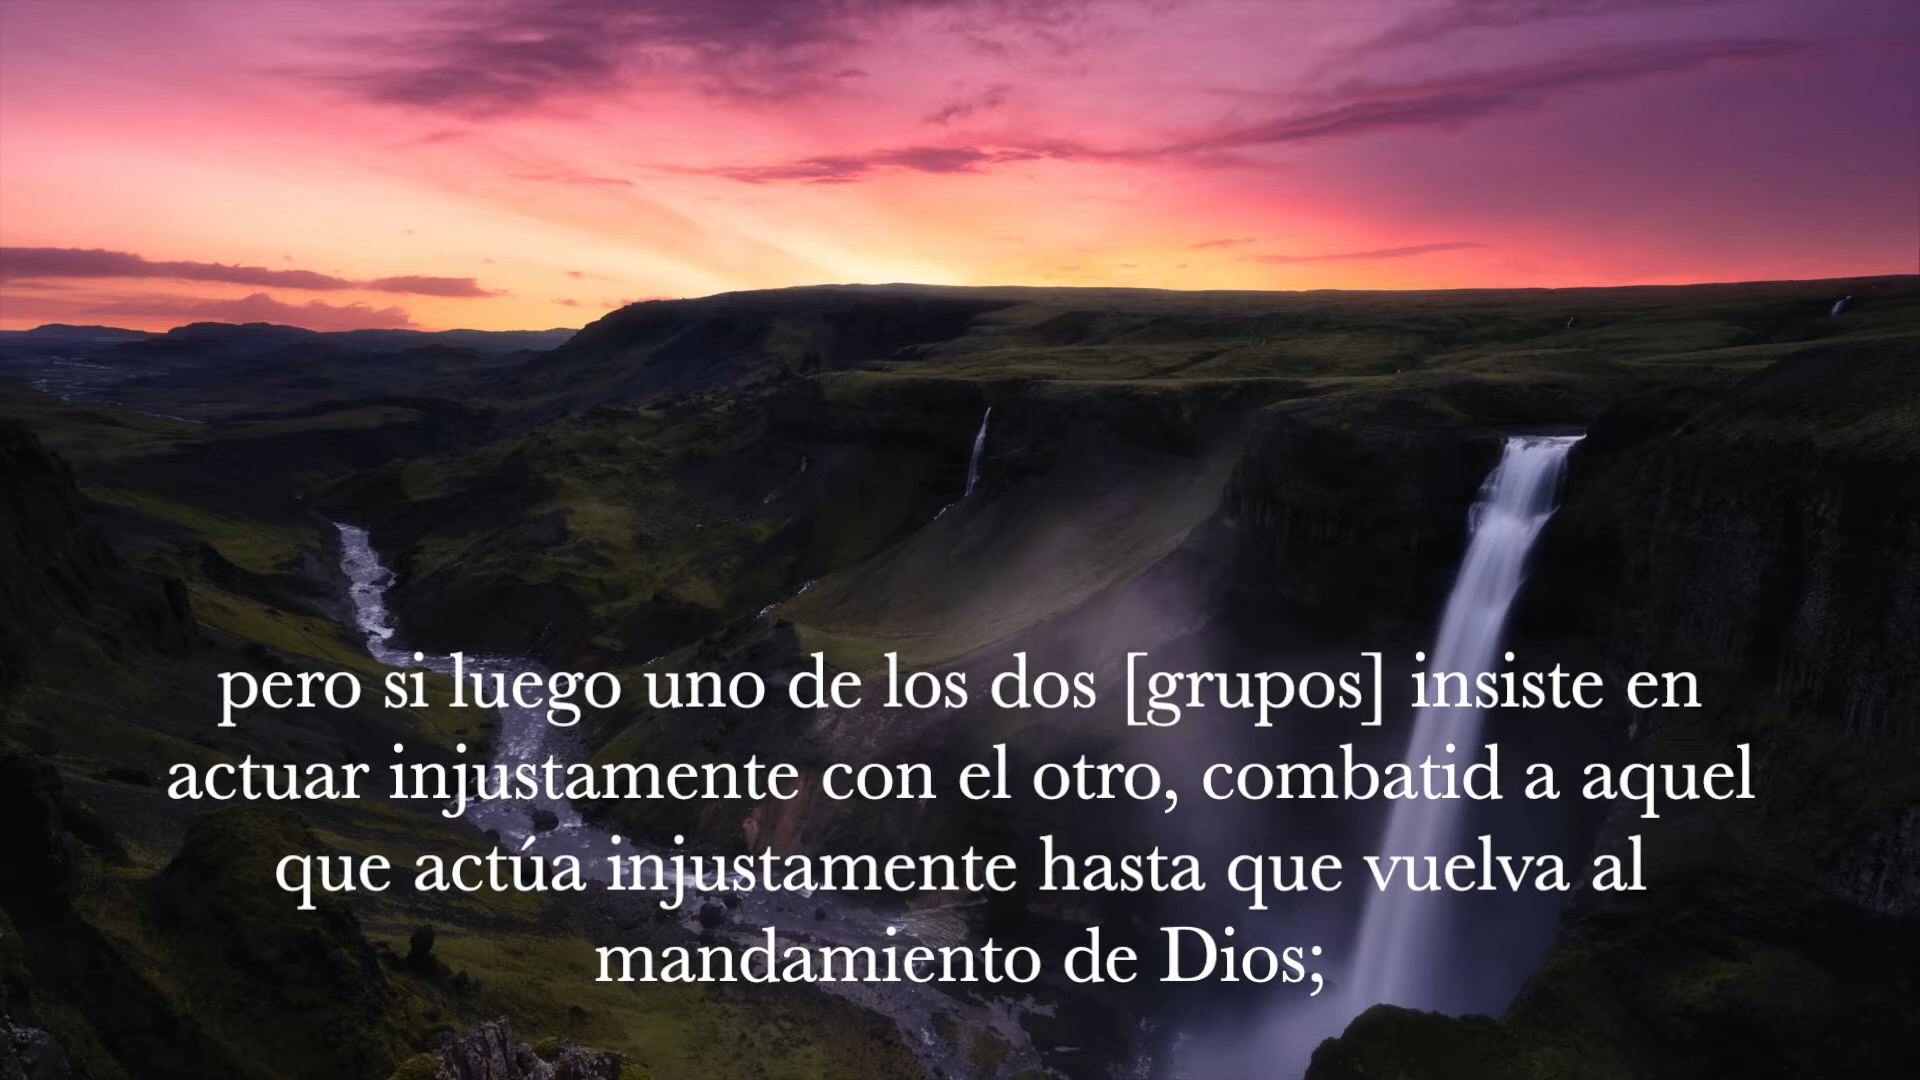 pero si luego uno de los dos [grupos] insiste en
actuar injustamente con el otro, combatid a aquel
que actúa injustamente hasta que vuelva al
mandamiento de Dios;